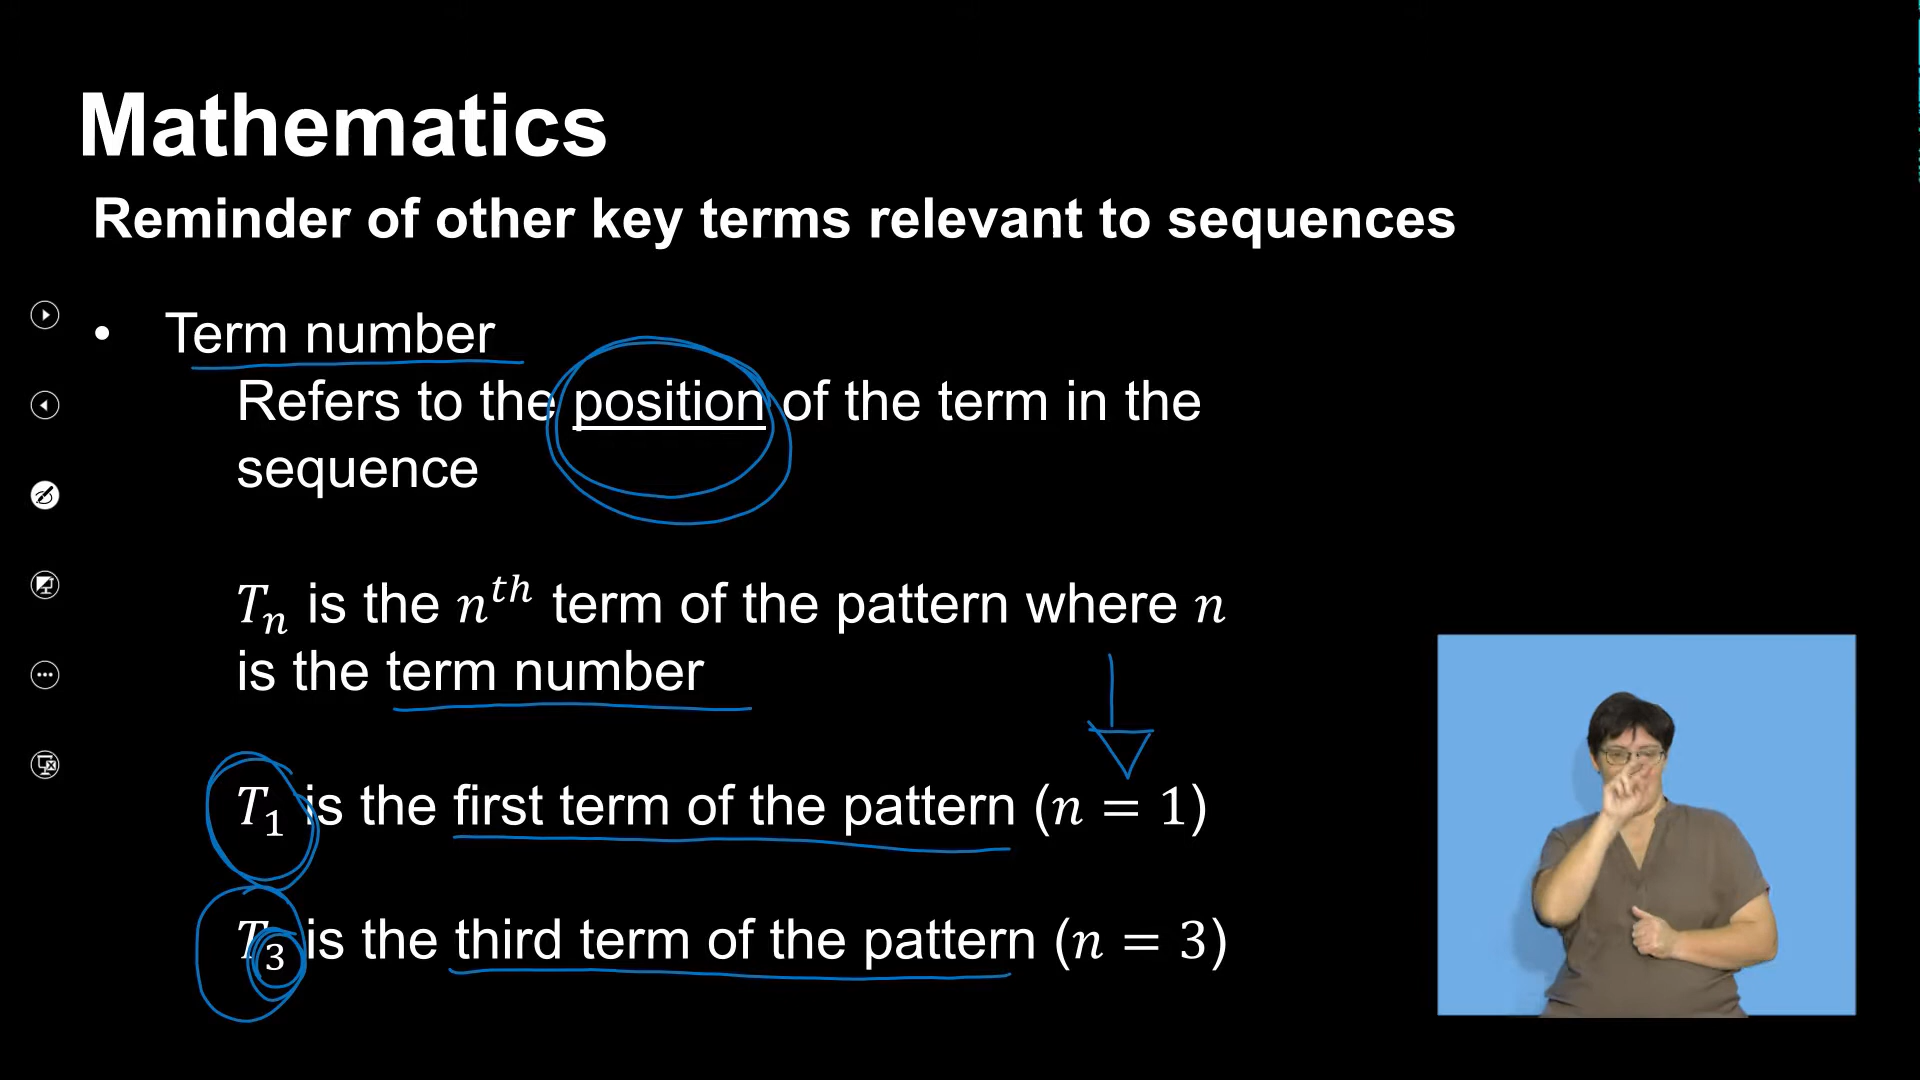 Mathematics
Reminder of other key terms relevant to sequences
• Term number
Refers to the position of the term in the
sequence
Tₙ is the nᵗʰ term of the pattern where n
is the term number
T₁ is the first term of the pattern (n = 1)
T₃ is the third term of the pattern (n = 3)